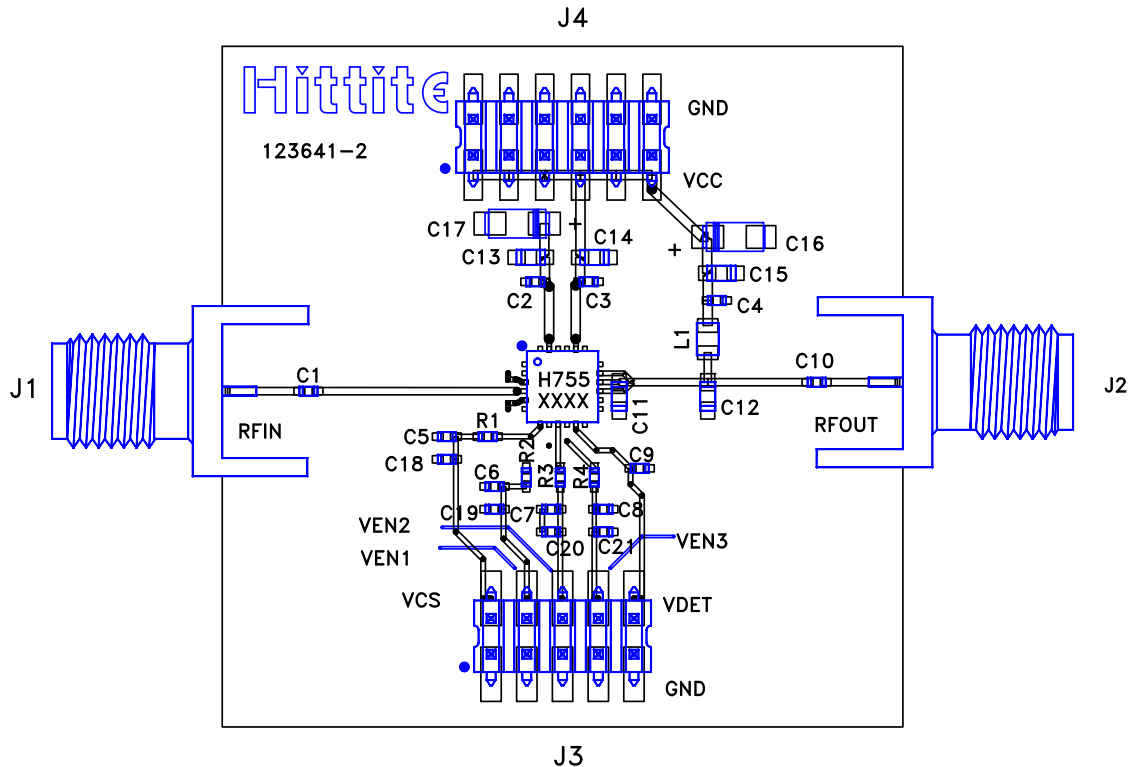 J4
Hittite
GND
123641-2
VCC
C17
+
C14
C16
C13
+
C15
C2
C3
C4
L1
J1
C1
H755
XXXX
C10
J2
C11
C12
RFIN
C5
R1
RFOUT
C18
R2
R3
R4
C9
C6
C19
C7
C8
VEN2
C20
C21
VEN3
VEN1
VCS
VDET
GND
J3